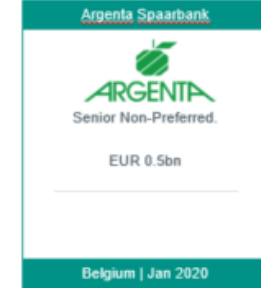 Argenta Spaarbank
ARGENTA
Senior Non-Preferred.
EUR 0.5bn
Belgium | Jan 2020